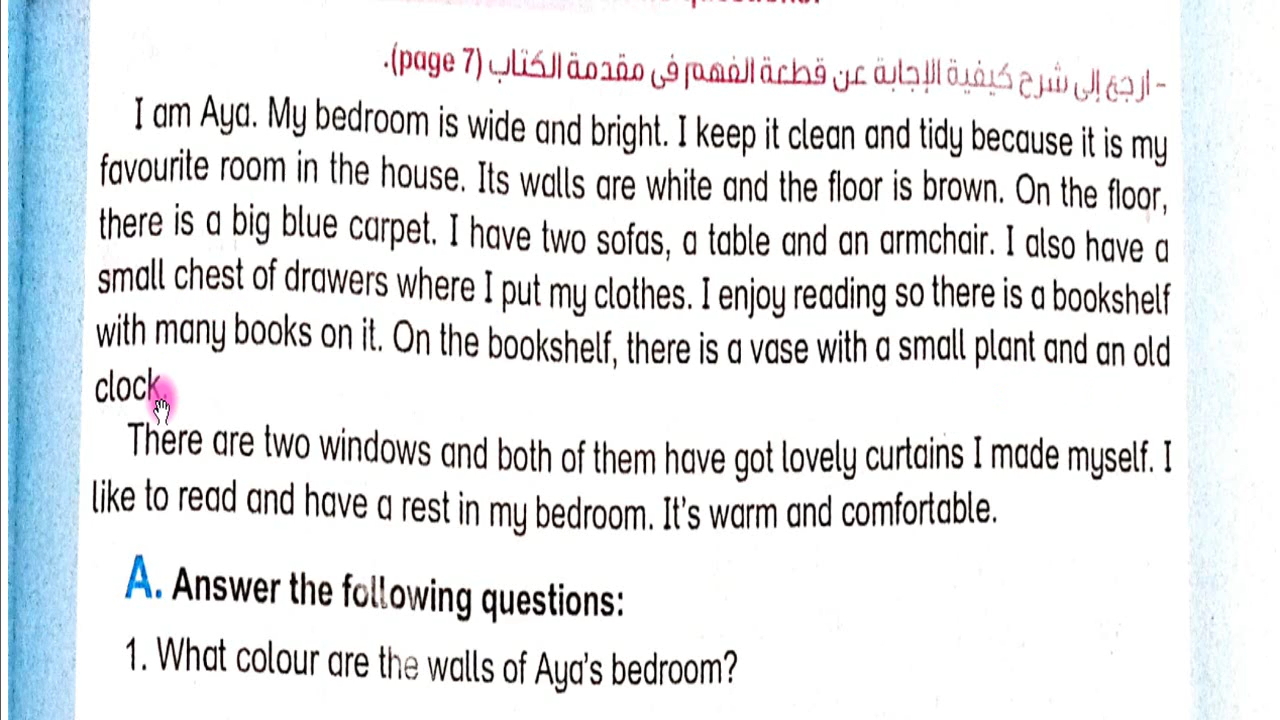 - ارجع إلى شرح كيفية الإجابة عن قطعة الفهم فى مقدمة الكتاب (page 7).
I am Aya. My bedroom is wide and bright. I keep it clean and tidy because it is my
favourite room in the house. Its walls are white and the floor is brown. On the floor,
there is a big blue carpet. I have two sofas, a table and an armchair. I also have a
small chest of drawers where I put my clothes. I enjoy reading so there is a bookshelf
with many books on it. On the bookshelf, there is a vase with a small plant and an old
clock.
There are two windows and both of them have got lovely curtains I made myself. I
like to read and have a rest in my bedroom. It's warm and comfortable.
A. Answer the following questions:
1. What colour are the walls of Aya's bedroom?